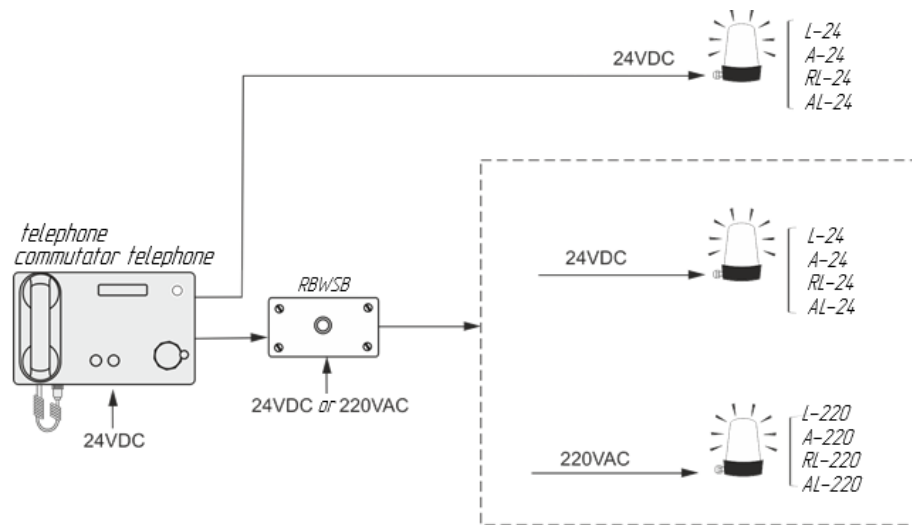 24VDC
L-24
A-24
RL-24
AL-24
telephone
commutator telephone
RBWSB
24VDC
L-24
A-24
RL-24
AL-24
24VDC or 220VAC
24VDC
220VAC
L-220
A-220
RL-220
AL-220